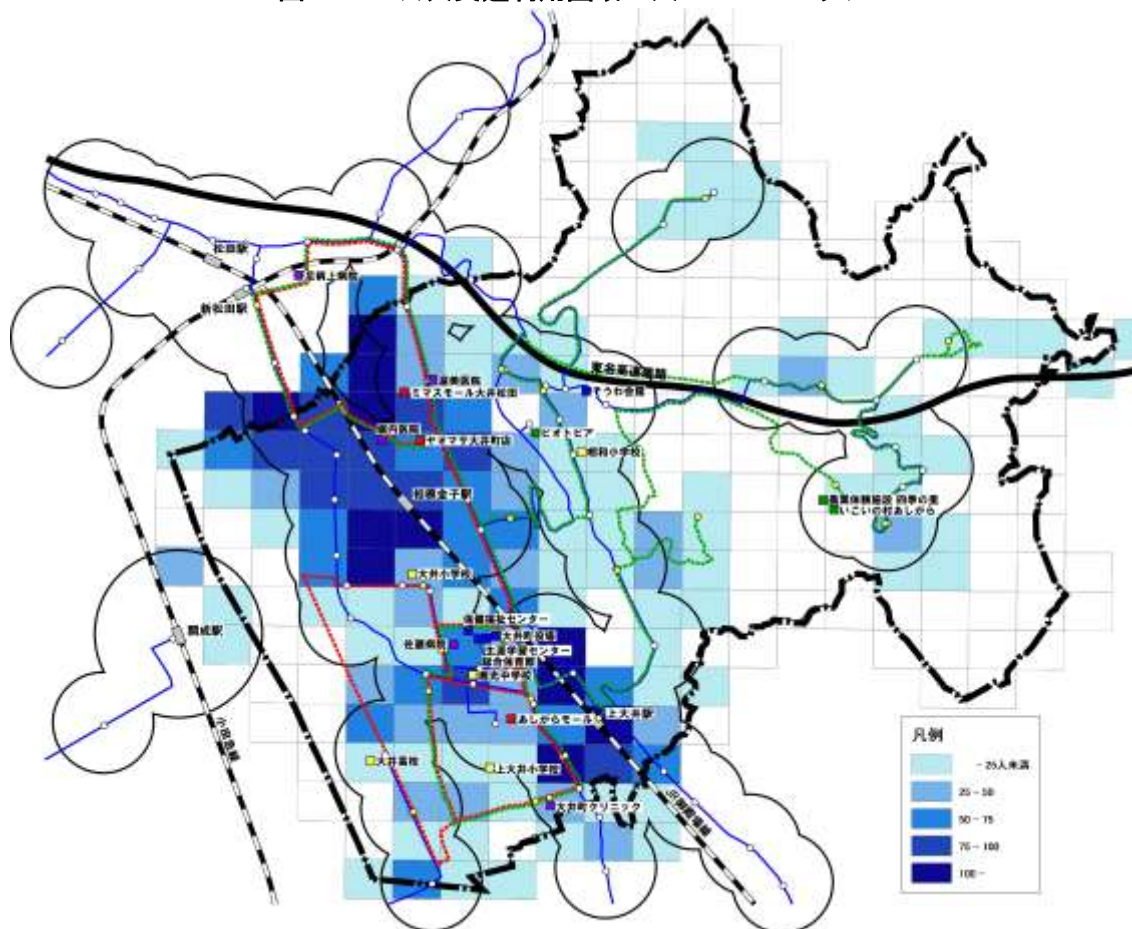 松田駅
新松田駅
東名高速道路
そうわ会館
ミマスモール大井松田
ビオトピア
ヤオマサ大井町店
相和小学校
相模金子駅
農業体験施設 四季の里
いこいの村あしがら
大井小学校
開成駅
保健福祉センター
大井町役場
生涯学習センター
総合体育館
湘光中学校
小田急線
あしがらモール
上大井駅
大井高校
上大井小学校
JR御殿場線
大井町クリニック
凡例
-25人未満
25-50
50-75
75-100
100-